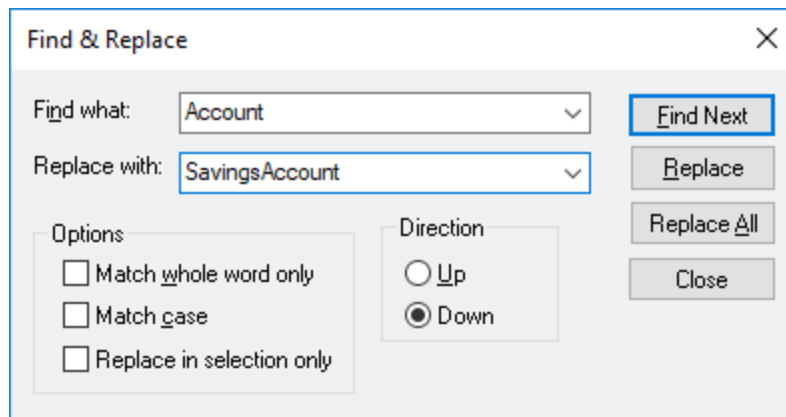 Find & Replace
Find what: Account
Find Next
Replace with: SavingsAccount
Replace
Options
Direction
Replace All
Match whole word only
Up
Close
Match case
Down
Replace in selection only